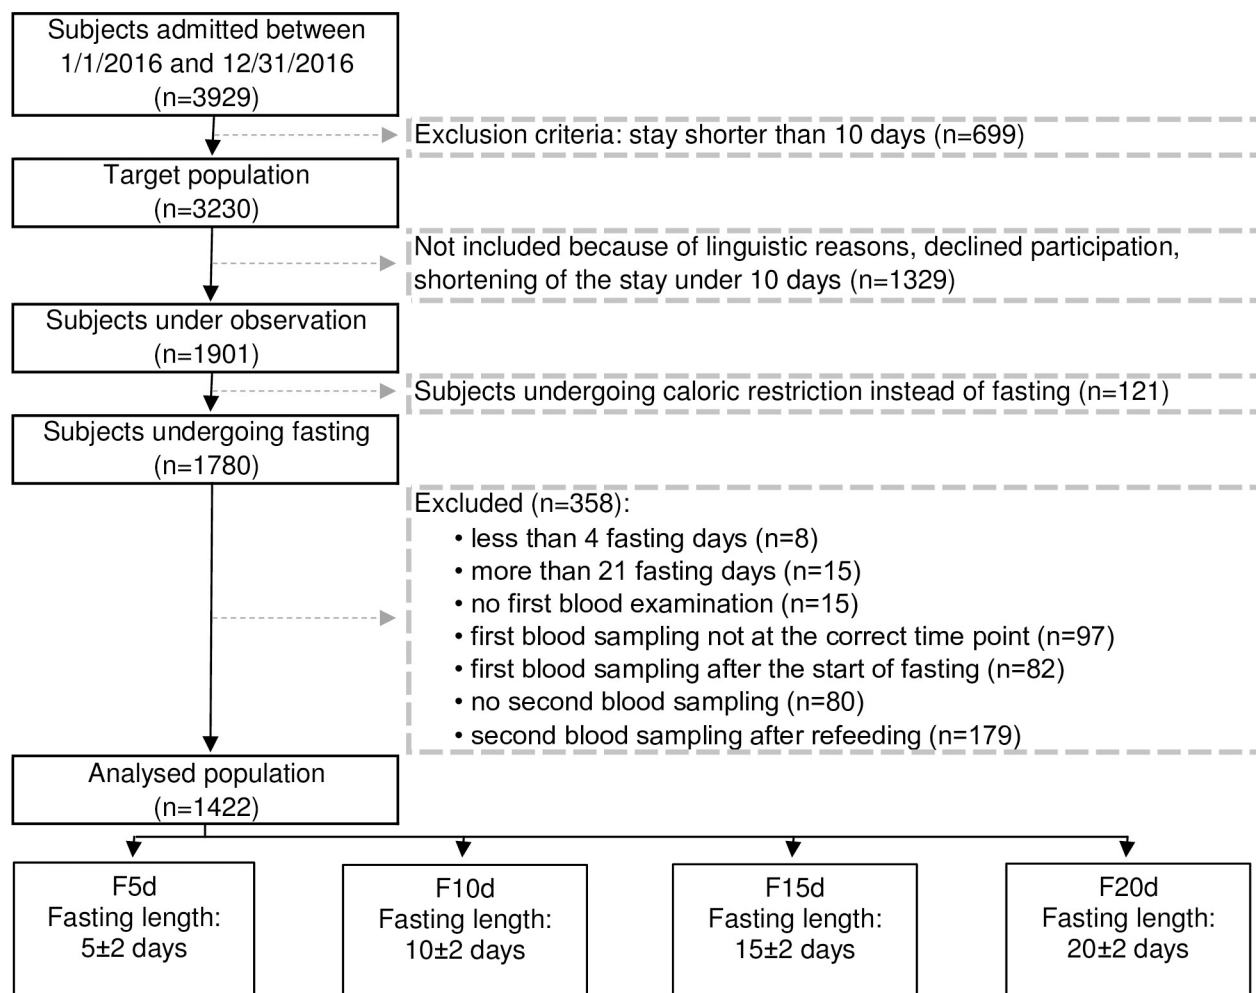 Subjects admitted between
1/1/2016 and 12/31/2016
(n=3929)
Exclusion criteria: stay shorter than 10 days (n=699)
Target population
(n=3230)
Not included because of linguistic reasons, declined participation,
shortening of the stay under 10 days (n=1329)
Subjects under observation
(n=1901)
Subjects undergoing caloric restriction instead of fasting (n=121)
Subjects undergoing fasting
(n=1780)
Excluded (n=358):
• less than 4 fasting days (n=8)
• more than 21 fasting days (n=15)
• no first blood examination (n=15)
• first blood sampling not at the correct time point (n=97)
• first blood sampling after the start of fasting (n=82)
• no second blood sampling (n=80)
• second blood sampling after refeeding (n=179)
Analysed population
(n=1422)
F5d
Fasting length:
5±2 days
F10d
Fasting length:
10±2 days
F15d
Fasting length:
15±2 days
F20d
Fasting length:
20±2 days